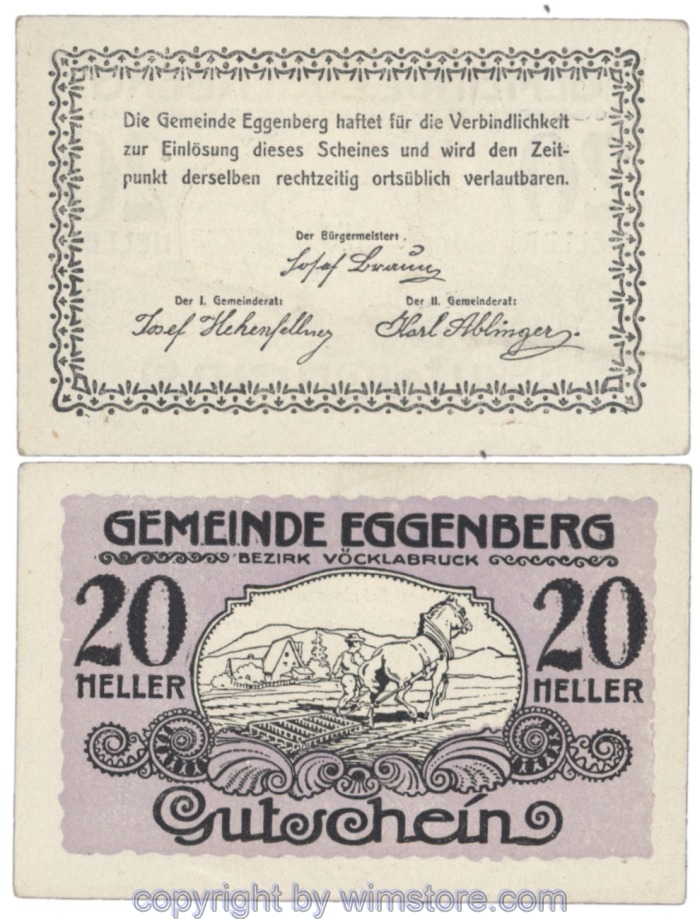 Die Gemeinde Eggenberg haftet für die Verbindlichkeit
zur Einlösung dieses Scheines und wird den Zeit-
punkt derselben rechtzeitig ortsüblich verlautbaren.
Der Bürgermeister:
Josef Braun
Der I. Gemeinderat: Der II. Gemeinderat:
Josef Hehenfellner Karl Ablinger.
GEMEINDE EGGENBERG
BEZIRK VÖCKLABRUCK
20 20
HELLER HELLER
Gutschein
copyright by wimstore.com